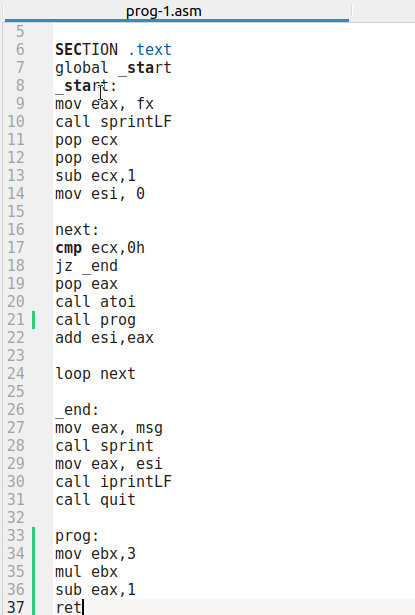 prog-1.asm
5
6 SECTION .text
7 global _start
8 _start:
9 mov eax, fx
10 call sprintLF
11 pop ecx
12 pop edx
13 sub ecx,1
14 mov esi, 0
15
16 next:
17 cmp ecx,0h
18 jz _end
19 pop eax
20 call atoi
21 call prog
22 add esi,eax
23
24 loop next
25
26 _end:
27 mov eax, msg
28 call sprint
29 mov eax, esi
30 call iprintLF
31 call quit
32
33 prog:
34 mov ebx,3
35 mul ebx
36 sub eax,1
37 ret